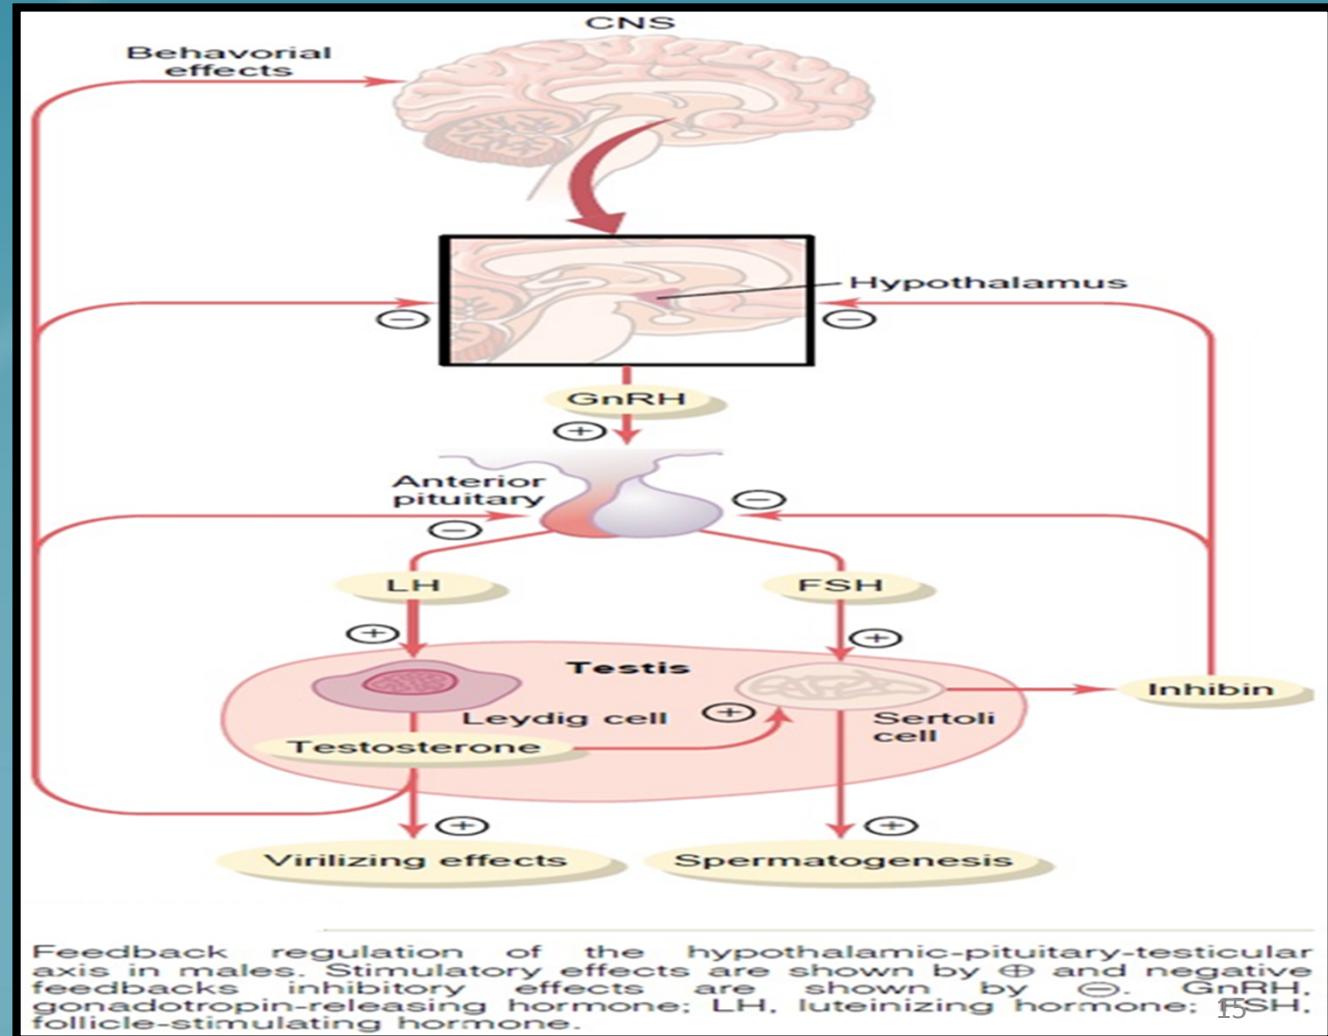 CNS
Behavorial
effects
Hypothalamus
−
−
GnRH
+
Anterior
pituitary
−
−
LH
FSH
+
+
Testis
Inhibin
Leydig cell
+
Sertoli
cell
Testosterone
+
+
Virilizing effects
Spermatogenesis
Feedback regulation of the hypothalamic-pituitary-testicular
axis in males. Stimulatory effects are shown by ⊕ and negative
feedbacks inhibitory effects are shown by ⊖. GnRH,
gonadotropin-releasing hormone; LH, luteinizing hormone; FSH,
follicle-stimulating hormone.
15